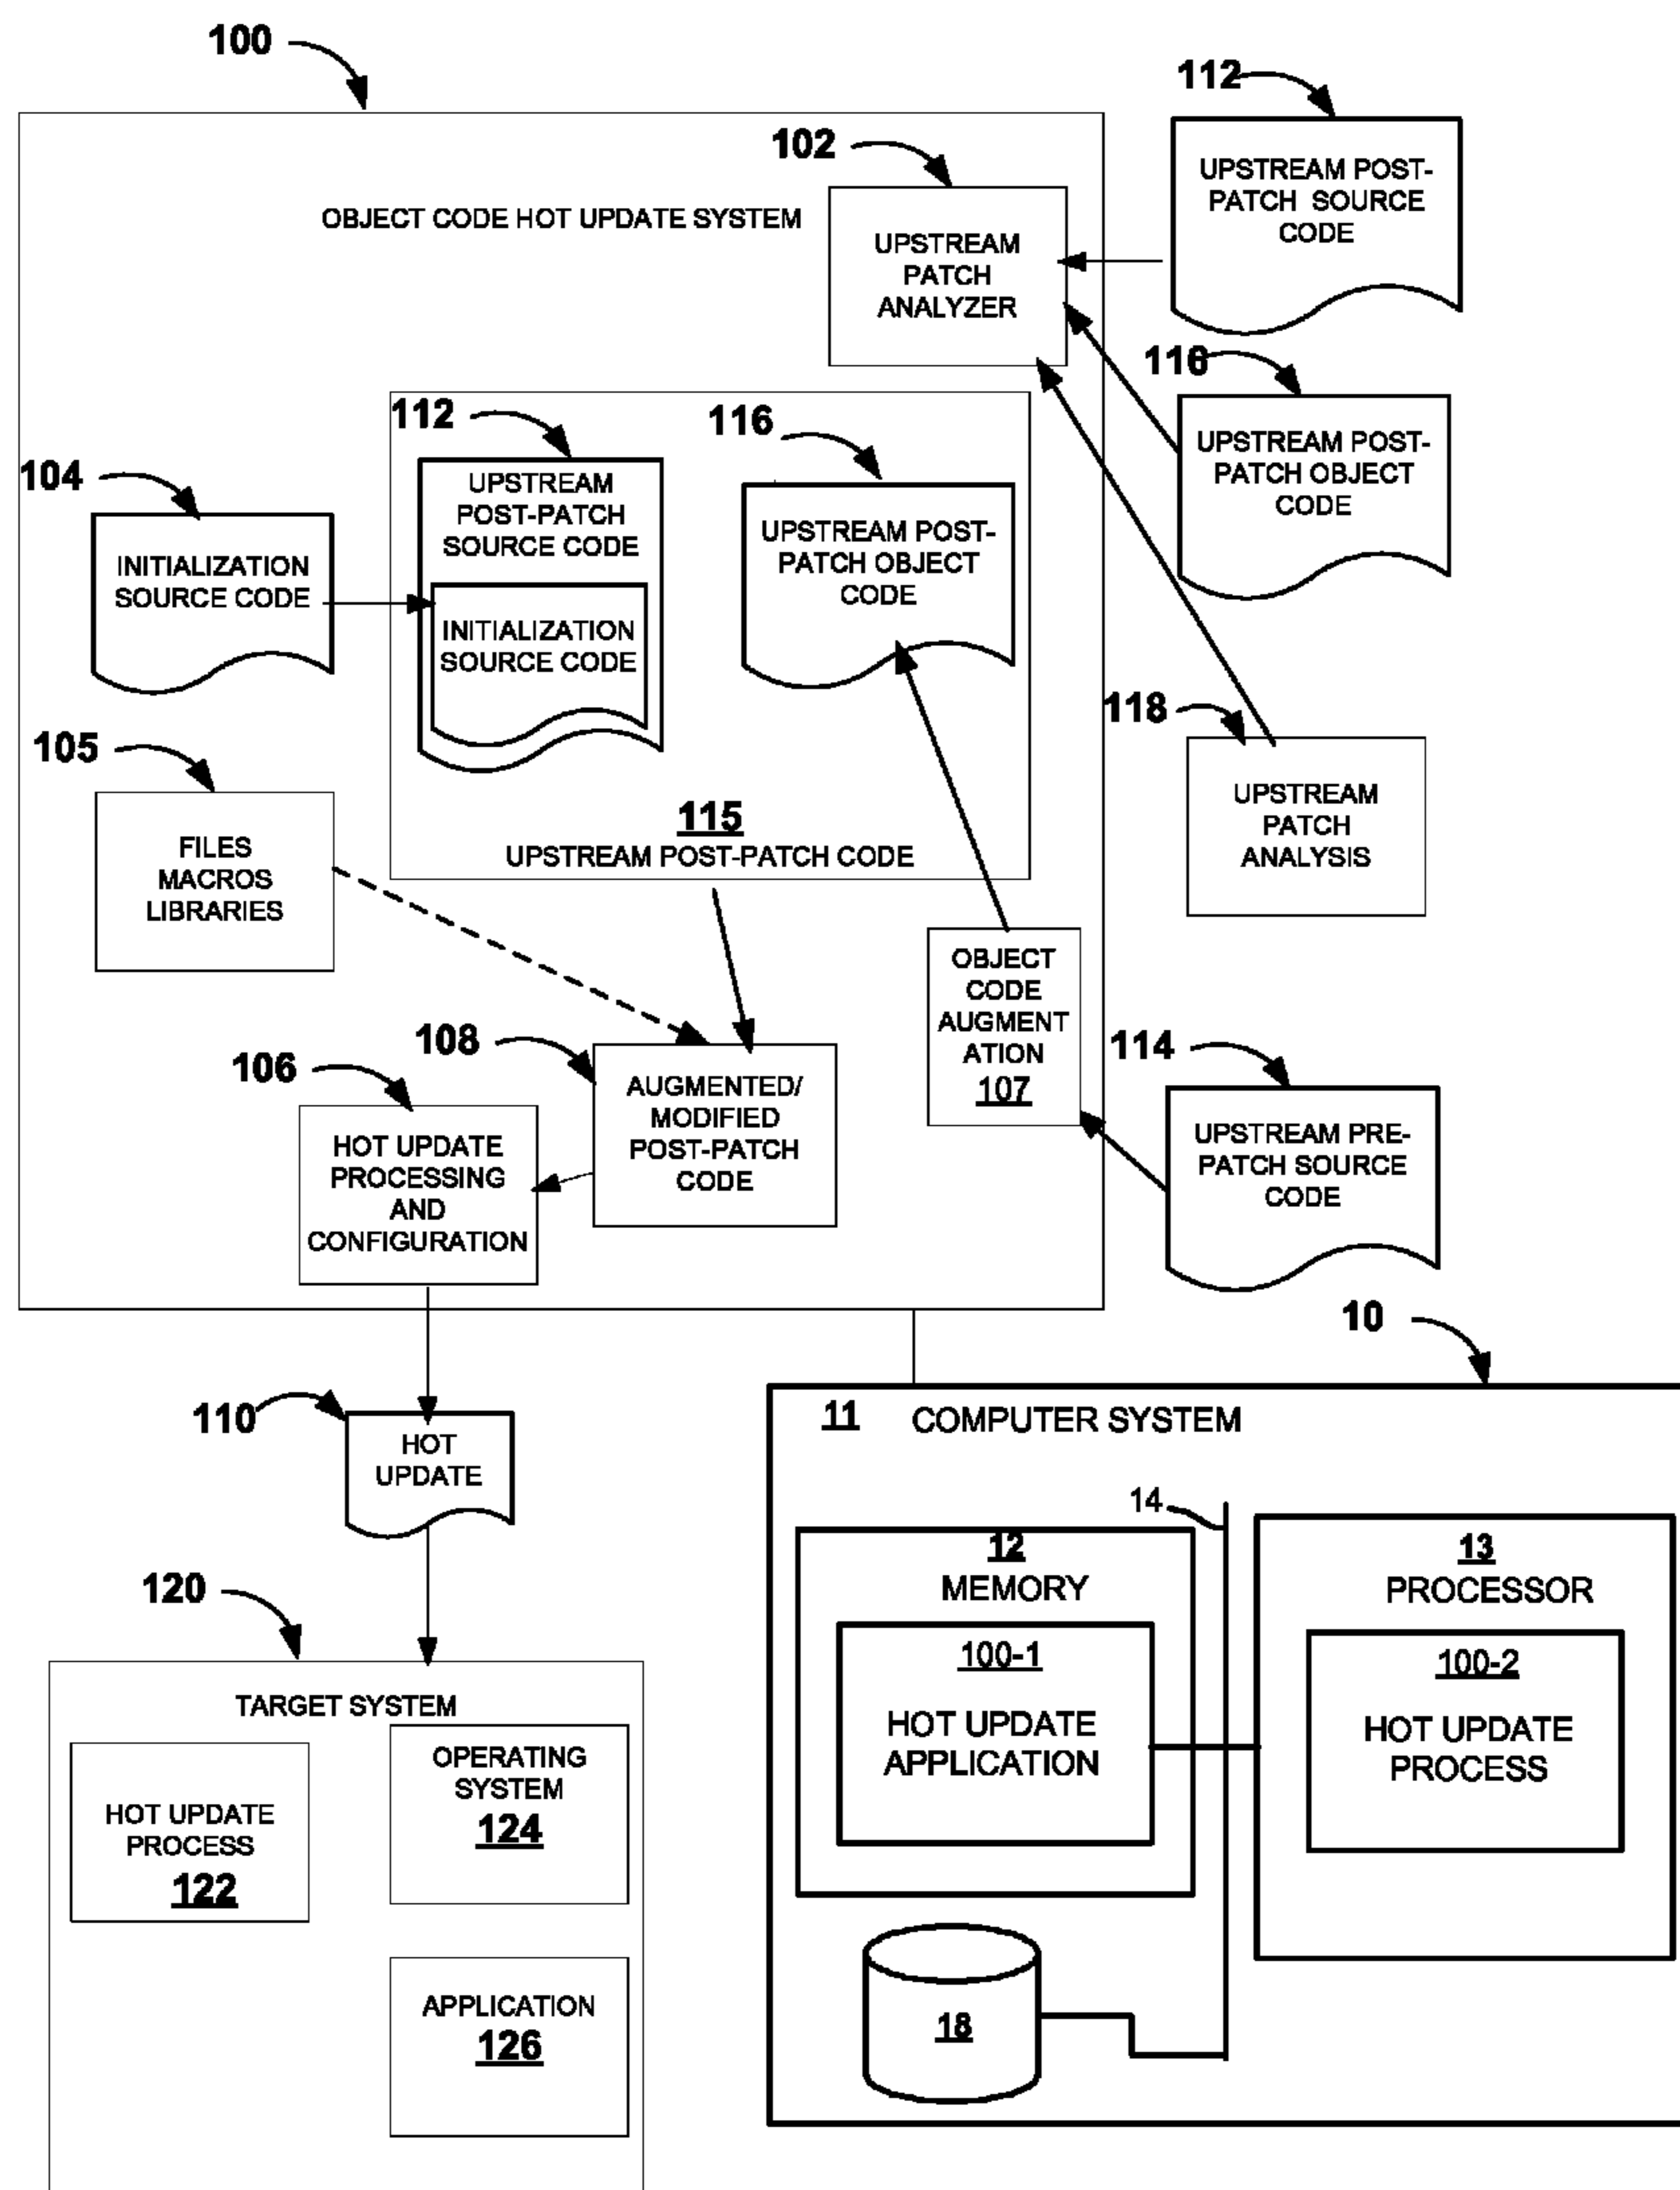 100
112
102
UPSTREAM POST-
PATCH SOURCE
CODE
OBJECT CODE HOT UPDATE SYSTEM
UPSTREAM
PATCH
ANALYZER
116
UPSTREAM POST-
PATCH OBJECT
CODE
112
116
104
UPSTREAM
POST-PATCH
SOURCE CODE
UPSTREAM POST-
PATCH OBJECT
CODE
INITIALIZATION
SOURCE CODE
INITIALIZATION
SOURCE CODE
118
UPSTREAM
PATCH
ANALYSIS
105
FILES
MACROS
LIBRARIES
115
UPSTREAM POST-PATCH CODE
OBJECT
CODE
AUGMENT
ATION
107
108
AUGMENTED/
MODIFIED
POST-PATCH
CODE
106
HOT UPDATE
PROCESSING
AND
CONFIGURATION
114
UPSTREAM PRE-
PATCH SOURCE
CODE
10
110
HOT
UPDATE
11 COMPUTER SYSTEM
14
12
MEMORY
13
PROCESSOR
100-1
HOT UPDATE
APPLICATION
100-2
HOT UPDATE
PROCESS
18
120
TARGET SYSTEM
HOT UPDATE
PROCESS
122
OPERATING
SYSTEM
124
APPLICATION
126